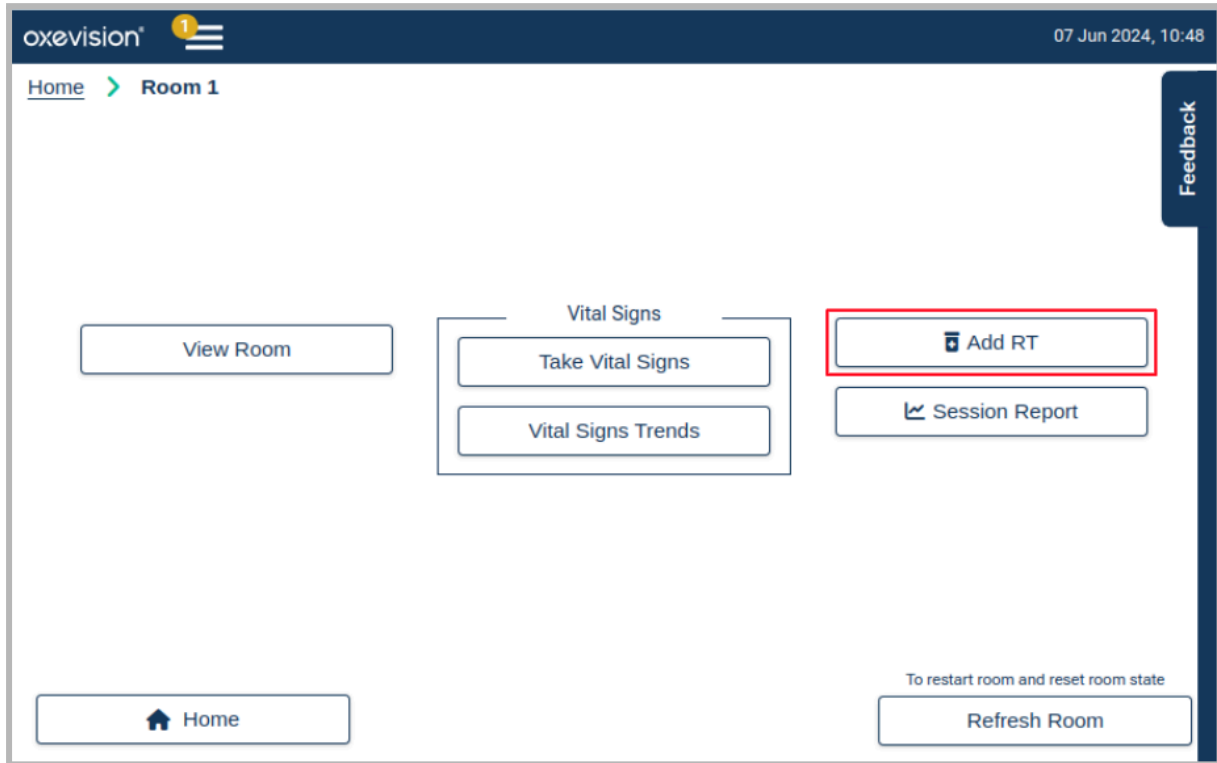 oxevision® 1 07 Jun 2024, 10:48
Home Room 1
Feedback
Vital Signs
View Room
Take Vital Signs
Vital Signs Trends
Add RT
Session Report
To restart room and reset room state
Home
Refresh Room